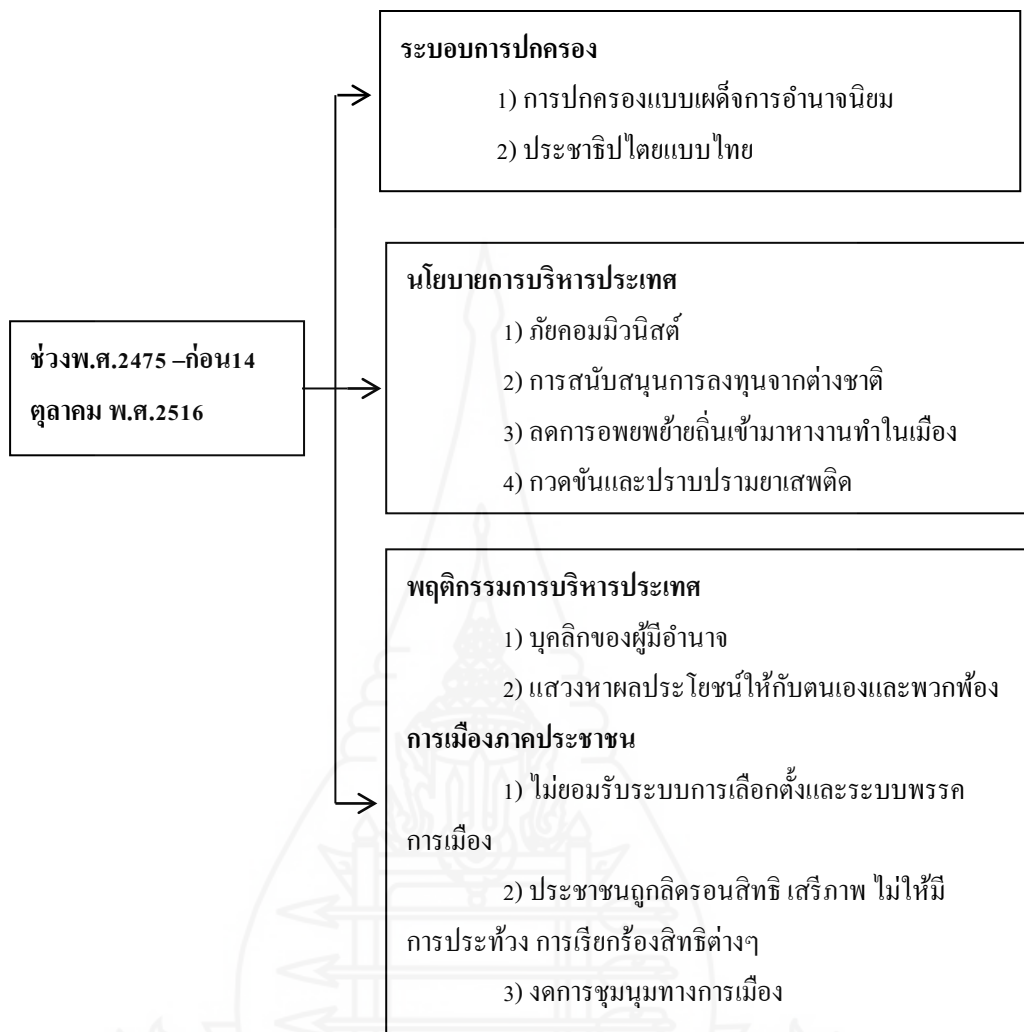 ระบอบการปกครอง
1) การปกครองแบบเผด็จการอำนาจนิยม
2) ประชาธิปไตยแบบไทย
นโยบายการบริหารประเทศ
1) ภัยคอมมิวนิสต์
2) การสนับสนุนการลงทุนจากต่างชาติ
3) ลดการอพยพย้ายถิ่นเข้ามาหางานทำในเมือง
4) กวดขันและปราบปรามยาเสพติด
ช่วงพ.ศ.2475 –ก่อน14
ตุลาคม พ.ศ.2516
พฤติกรรมการบริหารประเทศ
1) บุคลิกของผู้มีอำนาจ
2) แสวงหาผลประโยชน์ให้กับตนเองและพวกพ้อง
การเมืองภาคประชาชน
1) ไม่ยอมรับระบบการเลือกตั้งและระบบพรรค
การเมือง
2) ประชาชนถูกลิดรอนสิทธิ เสรีภาพ ไม่ให้มี
การประท้วง การเรียกร้องสิทธิต่างๆ
3) งดการชุมนุมทางการเมือง